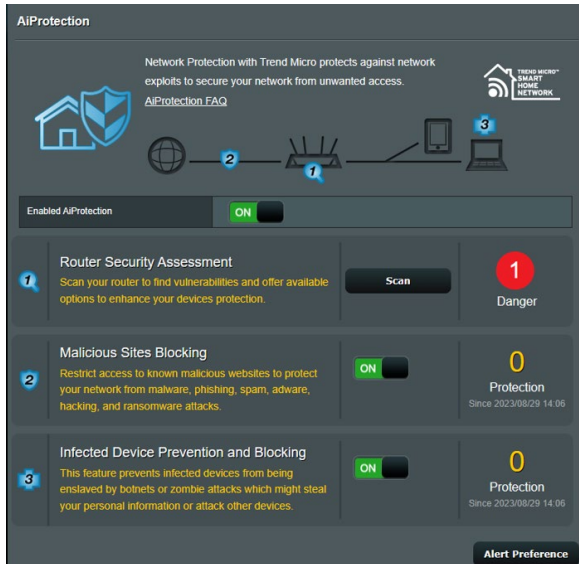 AiProtection
Network Protection with Trend Micro protects against network
exploits to secure your network from unwanted access.
AiProtection FAQ
TREND MICRO™
SMART
HOME
NETWORK
3
2
1
Enabled AiProtection
ON
1
Router Security Assessment
Scan your router to find vulnerabilities and offer available
options to enhance your devices protection.
Scan
1
Danger
2
Malicious Sites Blocking
Restrict access to known malicious websites to protect
your network from malware, phishing, spam, adware,
hacking, and ransomware attacks.
ON
0
Protection
Since 2023/08/29 14:06
3
Infected Device Prevention and Blocking
This feature prevents infected devices from being
enslaved by botnets or zombie attacks which might steal
your personal information or attack other devices.
ON
0
Protection
Since 2023/08/29 14:06
Alert Preference